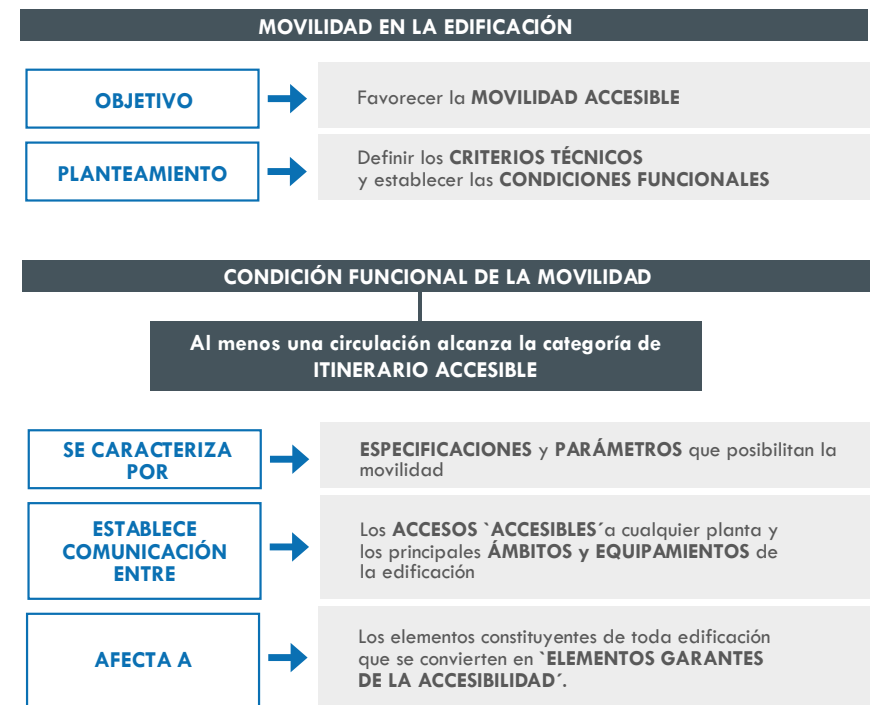 MOVILIDAD EN LA EDIFICACIÓN
OBJETIVO
Favorecer la MOVILIDAD ACCESIBLE
PLANTEAMIENTO
Definir los CRITERIOS TÉCNICOS
y establecer las CONDICIONES FUNCIONALES
CONDICIÓN FUNCIONAL DE LA MOVILIDAD
Al menos una circulación alcanza la categoría de
ITINERARIO ACCESIBLE
SE CARACTERIZA
POR
ESPECIFICACIONES y PARÁMETROS que posibilitan la
movilidad
ESTABLECE
COMUNICACIÓN
ENTRE
Los ACCESOS `ACCESIBLES´a cualquier planta y
los principales ÁMBITOS y EQUIPAMIENTOS de
la edificación
AFECTA A
Los elementos constituyentes de toda edificación
que se convierten en `ELEMENTOS GARANTES
DE LA ACCESIBILIDAD´.